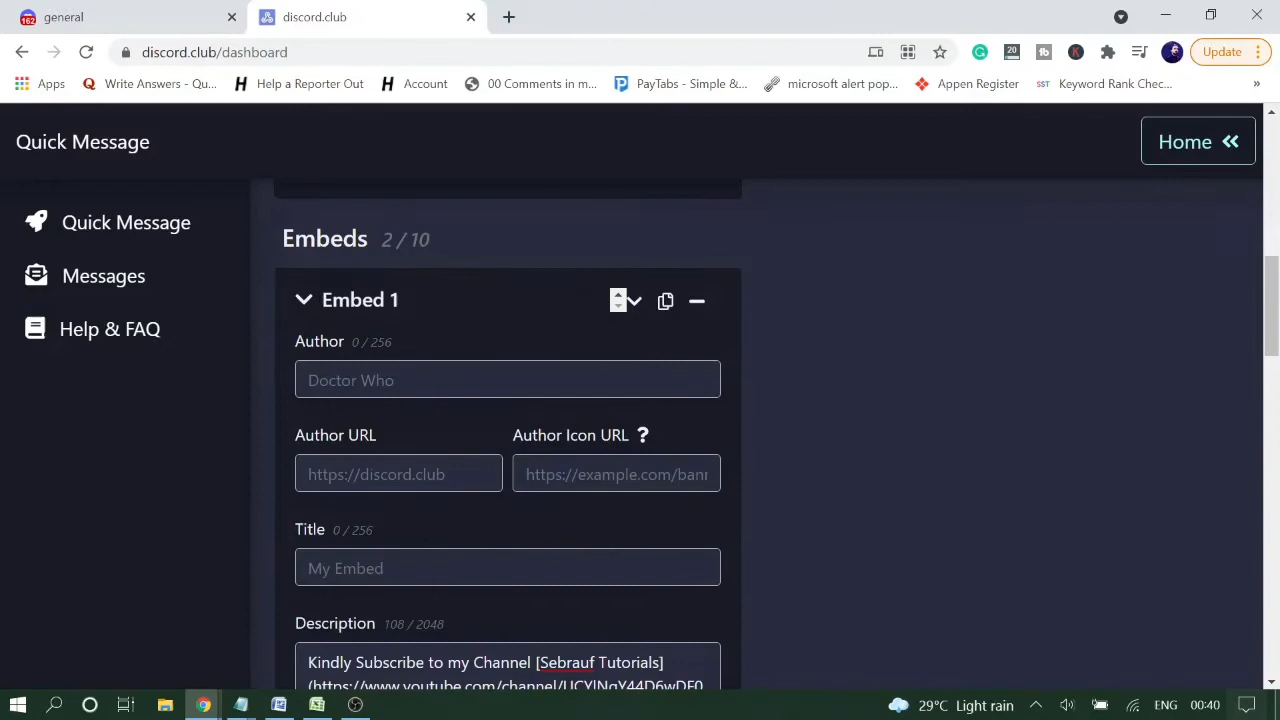 162 general
discord.club
discord.club/dashboard
20
Update
Apps
Write Answers - Qu...
Help a Reporter Out
Account
00 Comments in m...
PayTabs - Simple &...
microsoft alert pop...
Appen Register
SST Keyword Rank Chec...
»
Quick Message
Home
Quick Message
Messages
Help & FAQ
Embeds 2 / 10
Embed 1
Author 0 / 256
Doctor Who
Author URL
Author Icon URL ?
https://discord.club
https://example.com/banr
Title 0 / 256
My Embed
Description 108 / 2048
Kindly Subscribe to my Channel [Sebrauf Tutorials]
29°C Light rain
ENG
00:40